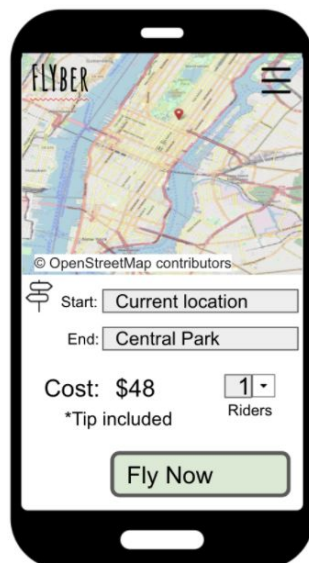 FLYBER
© OpenStreetMap contributors
Start: Current location
End: Central Park
Cost: $48 1
*Tip included Riders
Fly Now